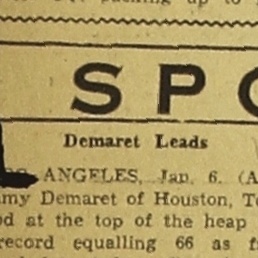 SPO
Demaret Leads
ANGELES, Jan. 6. (A
my Demaret of Houston, Te
d at the top of the heap
record equalling 66 as f